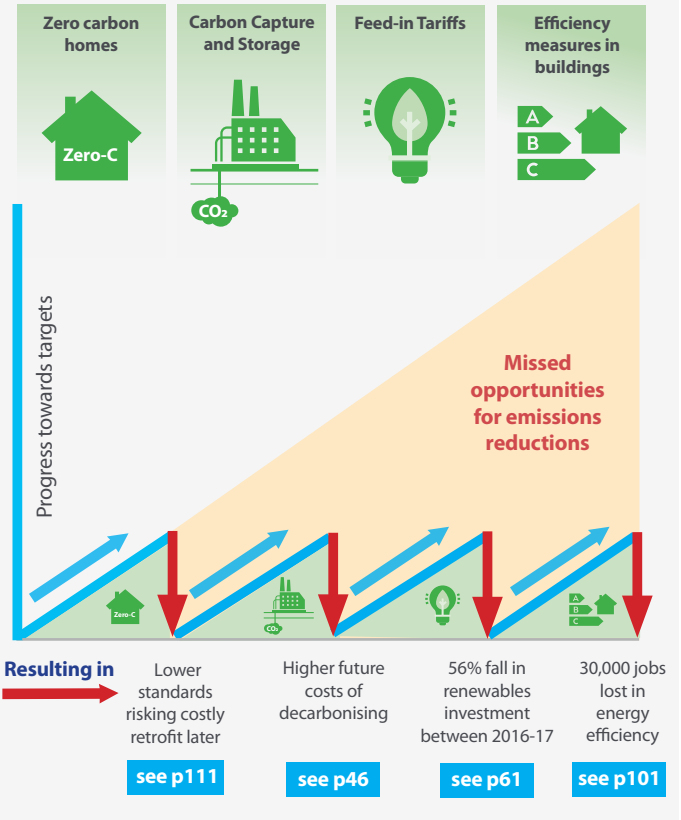 Zero carbon
homes
Carbon Capture
and Storage
Feed-in Tariffs
Efficiency
measures in
buildings
Zero-C
CO₂
A
B
C
Progress towards targets
Missed
opportunities
for emissions
reductions
Zero-C
CO₂
A
B
C
Resulting in
Lower
standards
risking costly
retrofit later
see p111
Higher future
costs of
decarbonising
see p46
56% fall in
renewables
investment
between 2016-17
see p61
30,000 jobs
lost in
energy
efficiency
see p101